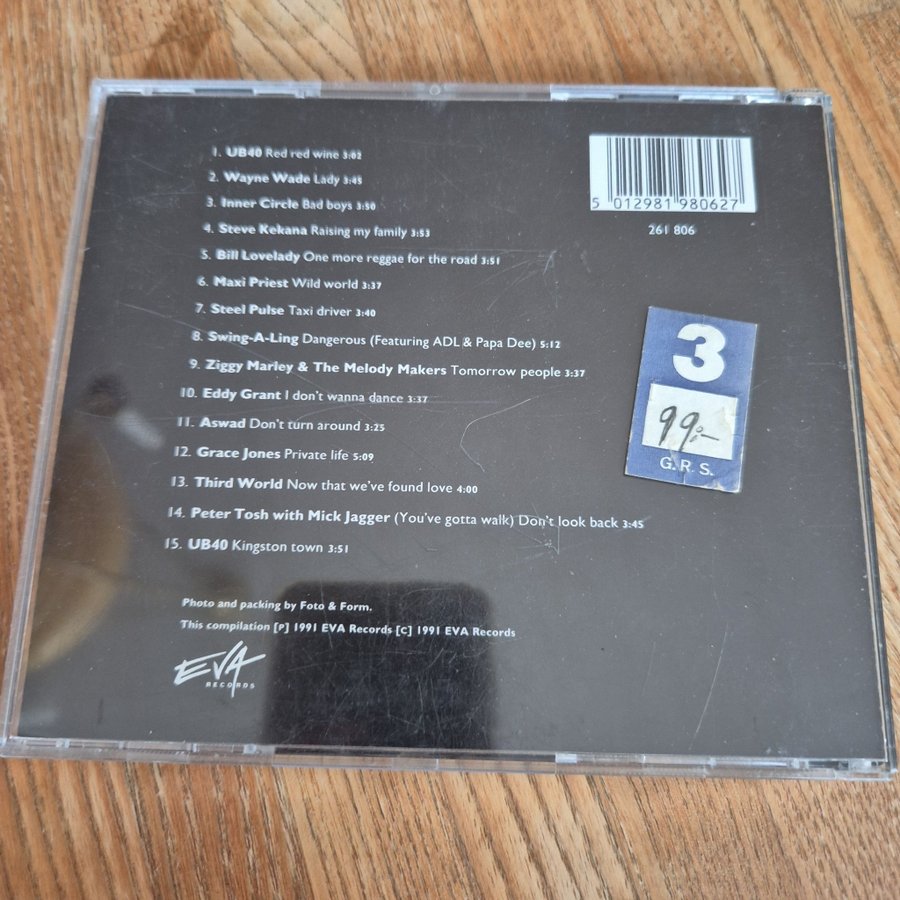 1. UB40 Red red wine 3:02
2. Wayne Wade Lady 3:45
3. Inner Circle Bad boys 3:50
4. Steve Kekana Raising my family 3:53
5. Bill Lovelady One more reggae for the road 3:51
6. Maxi Priest Wild world 3:37
7. Steel Pulse Taxi driver 3:40
8. Swing-A-Ling Dangerous (Featuring ADL & Papa Dee) 5:12
9. Ziggy Marley & The Melody Makers Tomorrow people 3:37
10. Eddy Grant I don't wanna dance 3:37
11. Aswad Don't turn around 3:25
12. Grace Jones Private life 5:09
13. Third World Now that we've found love 4:00
14. Peter Tosh with Mick Jagger (You've gotta walk) Don't look back 3:45
15. UB40 Kingston town 3:51
Photo and packing by Foto & Form.
This compilation [P] 1991 EVA Records [C] 1991 EVA Records
EVA
RECORDS
5 012981 980627
261 806
3
99:-
G.R.S.